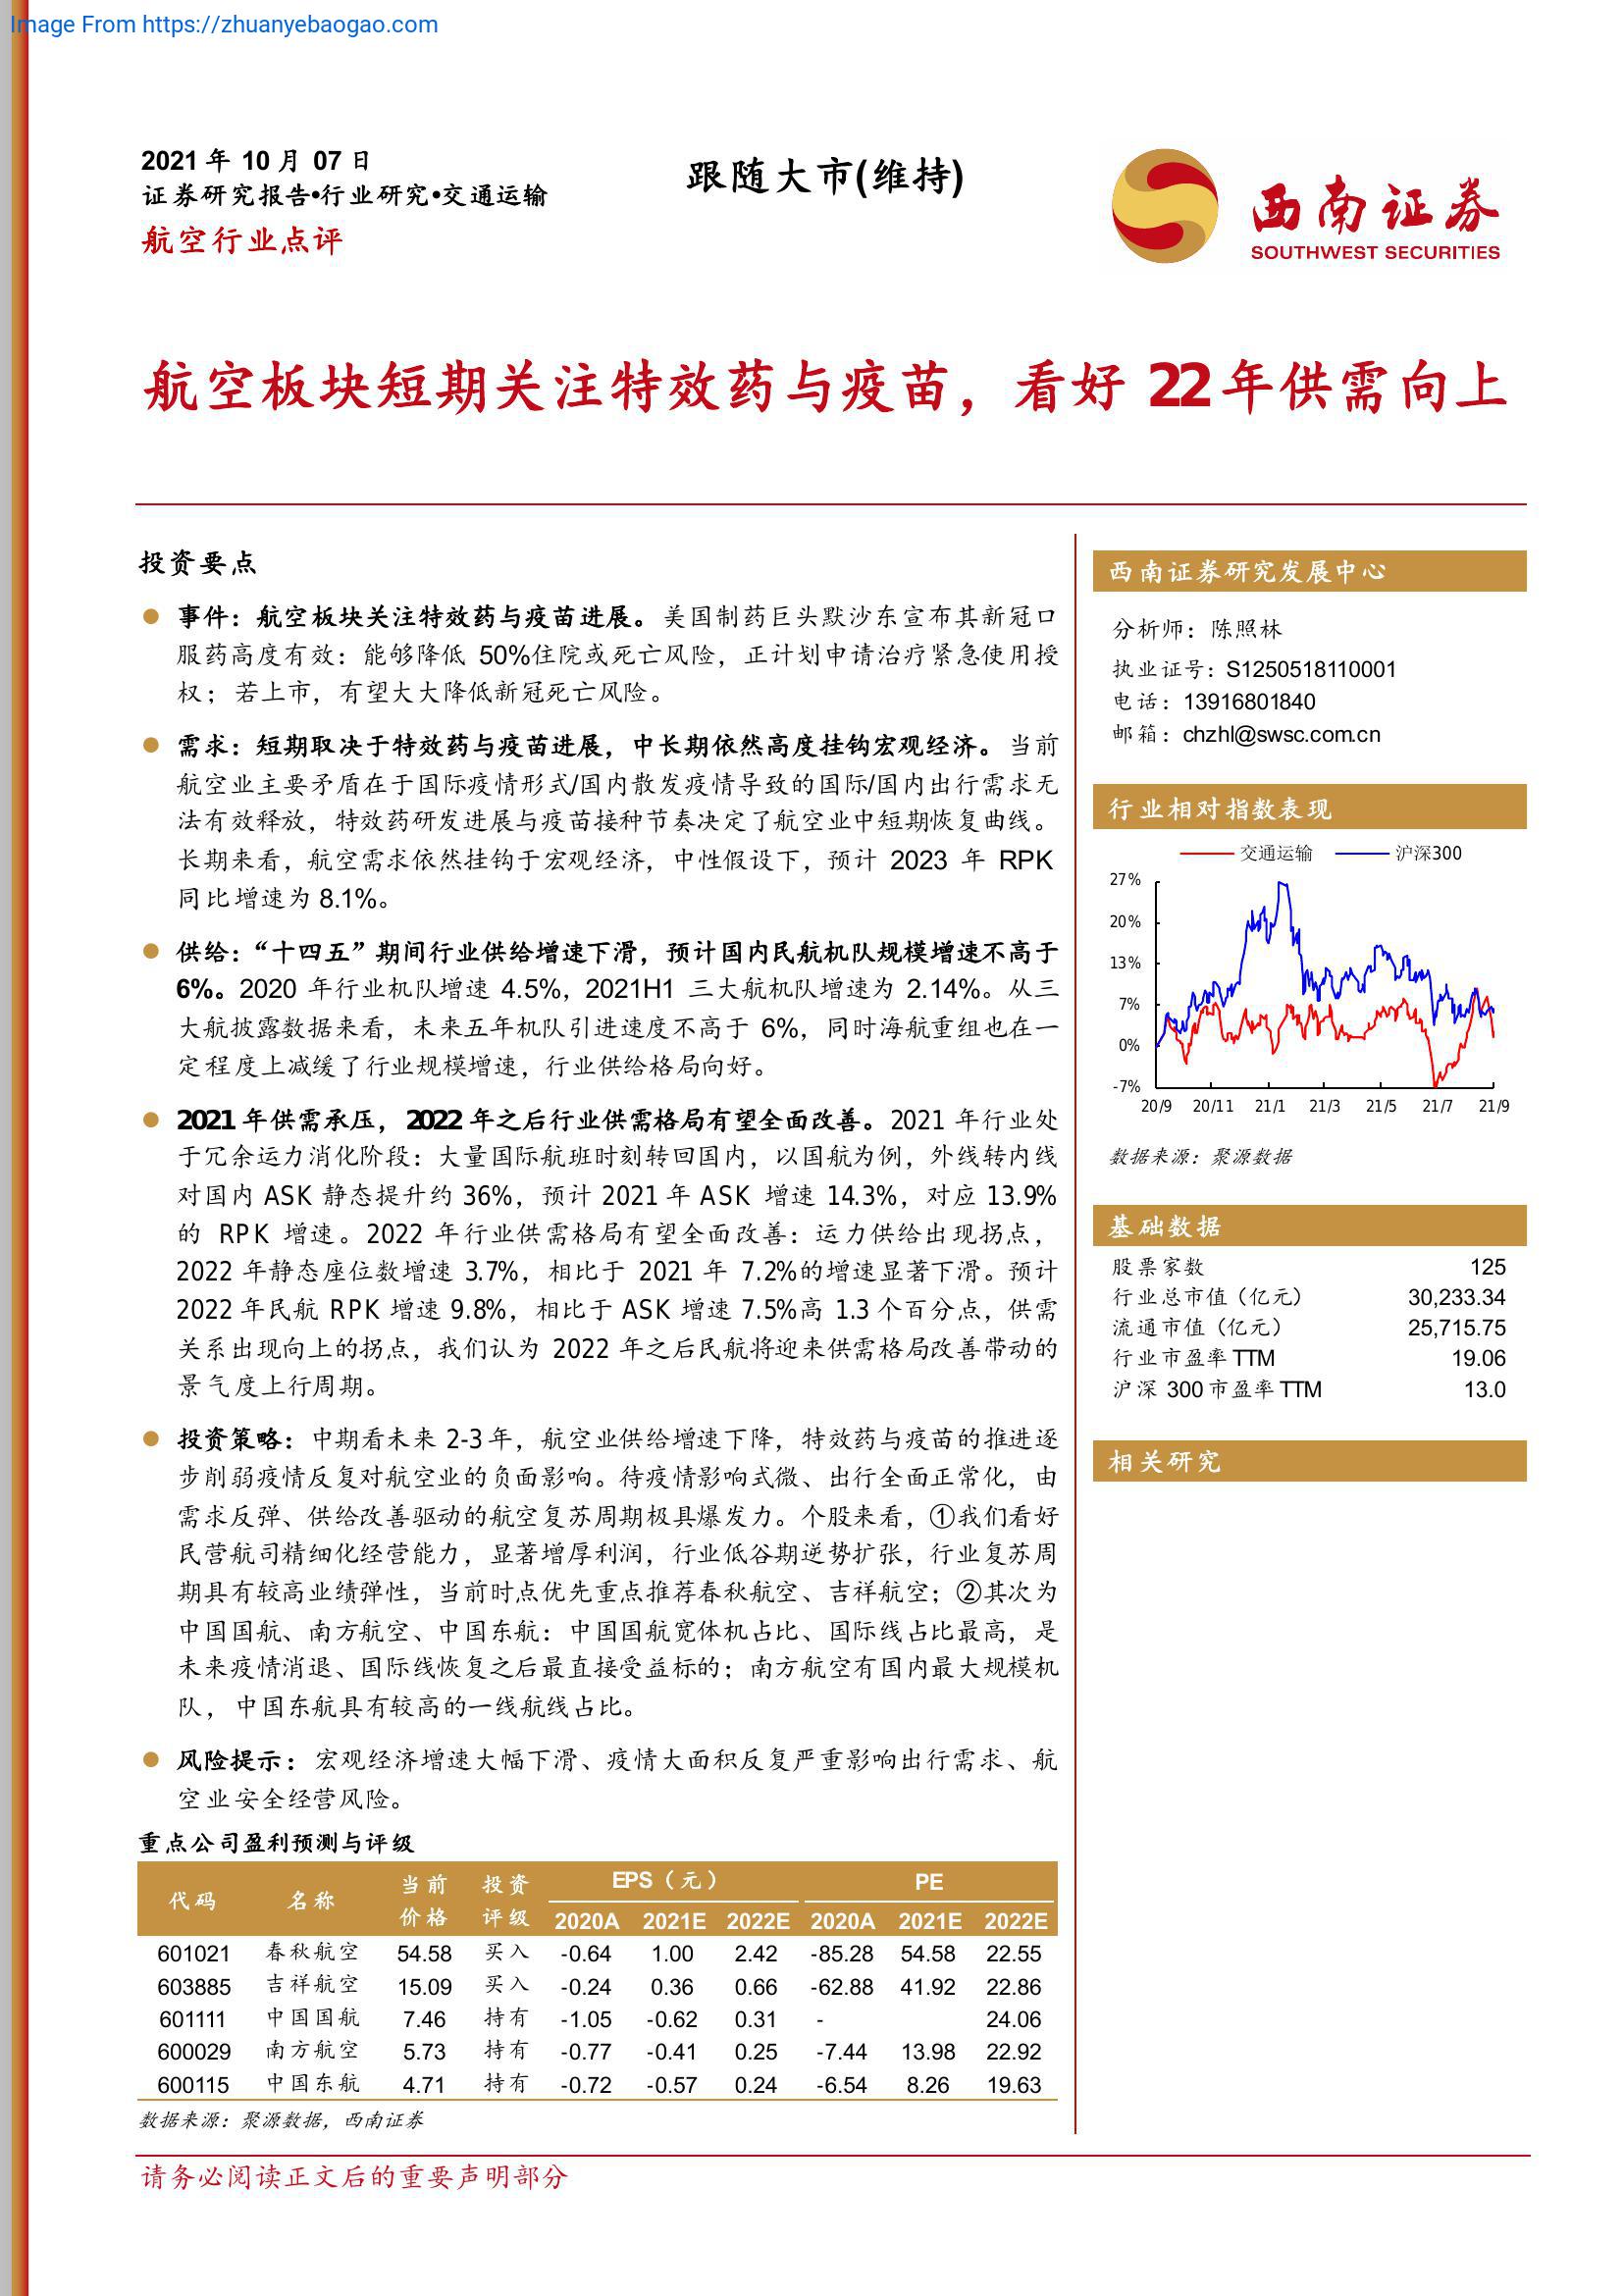 Image From https://zhuanyebaogao.com
2021 年 10 月 07 日
证券研究报告•行业研究•交通运输
航空行业点评
跟随大市(维持)
西南证券
SOUTHWEST SECURITIES
航空板块短期关注特效药与疫苗，看好 22 年供需向上
投资要点
事件：航空板块关注特效药与疫苗进展。美国制药巨头默沙东宣布其新冠口
服药高度有效：能够降低 50%住院或死亡风险，正计划申请治疗紧急使用授
权；若上市，有望大大降低新冠死亡风险。
需求：短期取决于特效药与疫苗进展，中长期依然高度挂钩宏观经济。当前
航空业主要矛盾在于国际疫情形式/国内散发疫情导致的国际/国内出行需求无
法有效释放，特效药研发进展与疫苗接种节奏决定了航空业中短期恢复曲线。
长期来看，航空需求依然挂钩于宏观经济，中性假设下，预计 2023 年 RPK
同比增速为 8.1%。
供给：“十四五”期间行业供给增速下滑，预计国内民航机队规模增速不高于
6%。2020 年行业机队增速 4.5%，2021H1 三大航机队增速为 2.14%。从三
大航披露数据来看，未来五年机队引进速度不高于 6%，同时海航重组也在一
定程度上减缓了行业规模增速，行业供给格局向好。
2021 年供需承压，2022 年之后行业供需格局有望全面改善。2021 年行业处
于冗余运力消化阶段：大量国际航班时刻转回国内，以国航为例，外线转内线
对国内 ASK 静态提升约 36%，预计 2021 年 ASK 增速 14.3%，对应 13.9%
的 RPK 增速。2022 年行业供需格局有望全面改善：运力供给出现拐点，
2022 年静态座位数增速 3.7%，相比于 2021 年 7.2%的增速显著下滑。预计
2022 年民航 RPK 增速 9.8%，相比于 ASK 增速 7.5%高 1.3 个百分点，供需
关系出现向上的拐点，我们认为 2022 年之后民航将迎来供需格局改善带动的
景气度上行周期。
投资策略：中期看未来 2-3 年，航空业供给增速下降，特效药与疫苗的推进逐
步削弱疫情反复对航空业的负面影响。待疫情影响式微、出行全面正常化，由
需求反弹、供给改善驱动的航空复苏周期极具爆发力。个股来看，①我们看好
民营航司精细化经营能力，显著增厚利润，行业低谷期逆势扩张，行业复苏周
期具有较高业绩弹性，当前时点优先重点推荐春秋航空、吉祥航空；②其次为
中国国航、南方航空、中国东航：中国国航宽体机占比、国际线占比最高，是
未来疫情消退、国际线恢复之后最直接受益标的；南方航空有国内最大规模机
队，中国东航具有较高的一线航线占比。
风险提示：宏观经济增速大幅下滑、疫情大面积反复严重影响出行需求、航
空业安全经营风险。
重点公司盈利预测与评级
代码 名称 当前价格 投资评级 EPS（元） PE
2020A 2021E 2022E 2020A 2021E 2022E
601021 春秋航空 54.58 买入 -0.64 1.00 2.42 -85.28 54.58 22.55
603885 吉祥航空 15.09 买入 -0.24 0.36 0.66 -62.88 41.92 22.86
601111 中国国航 7.46 持有 -1.05 -0.62 0.31 - 24.06
600029 南方航空 5.73 持有 -0.77 -0.41 0.25 -7.44 13.98 22.92
600115 中国东航 4.71 持有 -0.72 -0.57 0.24 -6.54 8.26 19.63
数据来源：聚源数据，西南证券
西南证券研究发展中心
分析师：陈照林
执业证号：S1250518110001
电话：13916801840
邮箱：chzhl@swsc.com.cn
行业相对指数表现
交通运输 沪深300
27%
20%
13%
7%
0%
-7%
20/9 20/11 21/1 21/3 21/5 21/7 21/9
数据来源：聚源数据
基础数据
股票家数 125
行业总市值（亿元） 30,233.34
流通市值（亿元） 25,715.75
行业市盈率 TTM 19.06
沪深 300 市盈率 TTM 13.0
相关研究
请务必阅读正文后的重要声明部分